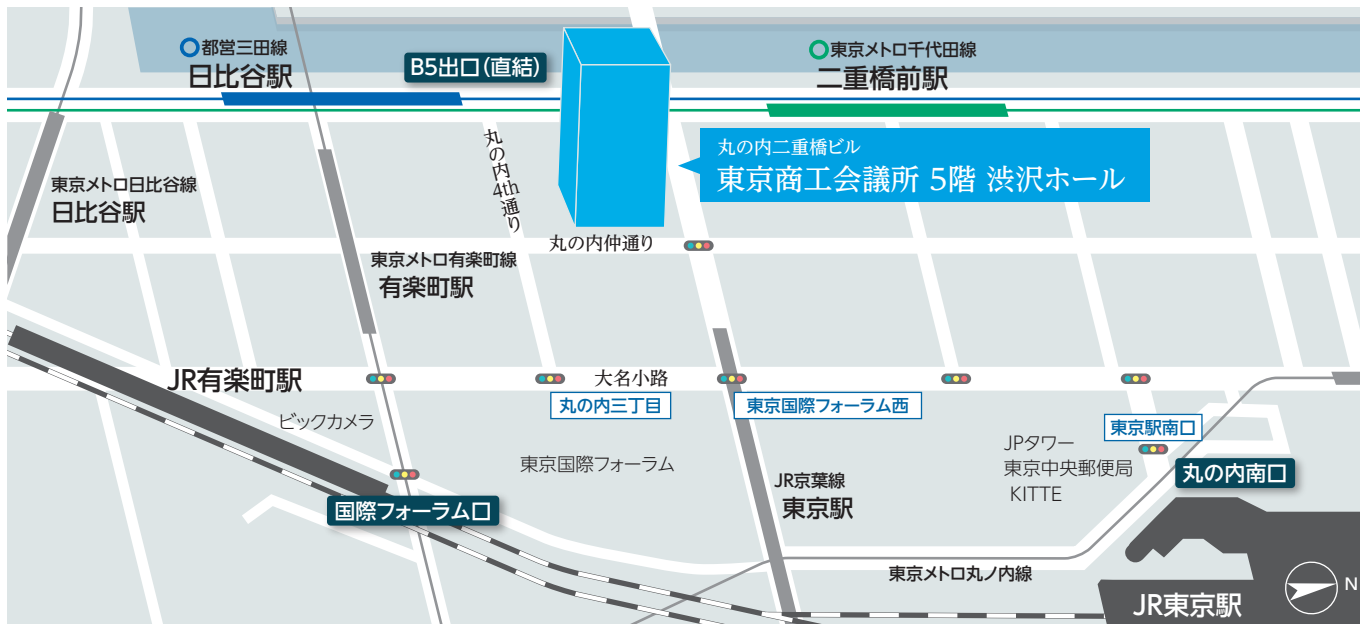 都営三田線
日比谷駅
B5出口(直結)
東京メトロ千代田線
二重橋前駅
丸の内4th通り
丸の内二重橋ビル
東京商工会議所 5階 渋沢ホール
東京メトロ日比谷線
日比谷駅
丸の内仲通り
東京メトロ有楽町線
有楽町駅
JR有楽町駅
大名小路
丸の内三丁目
東京国際フォーラム西
ビックカメラ
東京駅南口
東京国際フォーラム
JPタワー
東京中央郵便局
KITTE
丸の内南口
JR京葉線
東京駅
国際フォーラム口
東京メトロ丸ノ内線
JR東京駅
N